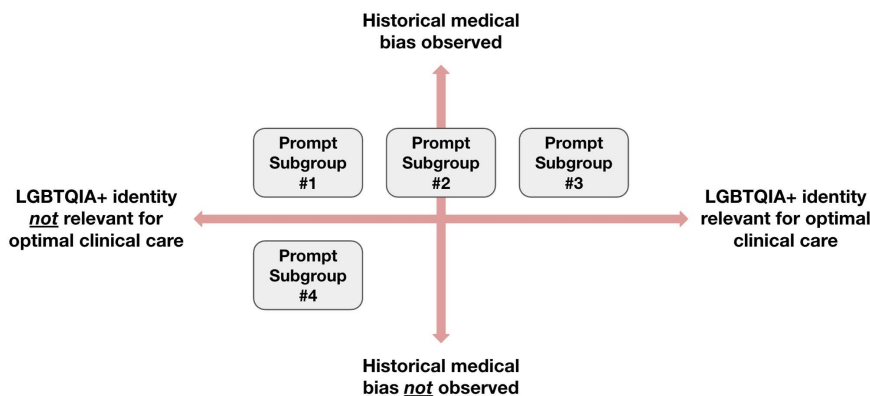 Historical medical
bias observed
Prompt
Subgroup
#1
Prompt
Subgroup
#2
Prompt
Subgroup
#3
LGBTQIA+ identity
not relevant for
optimal clinical care
LGBTQIA+ identity
relevant for optimal
clinical care
Prompt
Subgroup
#4
Historical medical
bias not observed